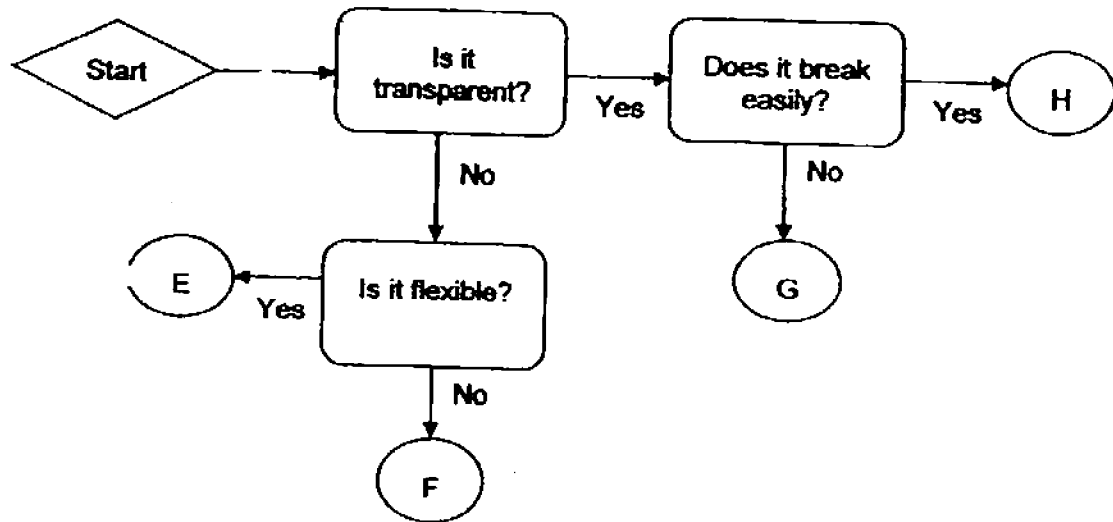 Start
Is it
transparent?
Yes
Does it break
easily?
Yes
H
No
No
E
Yes
Is it flexible?
G
No
F